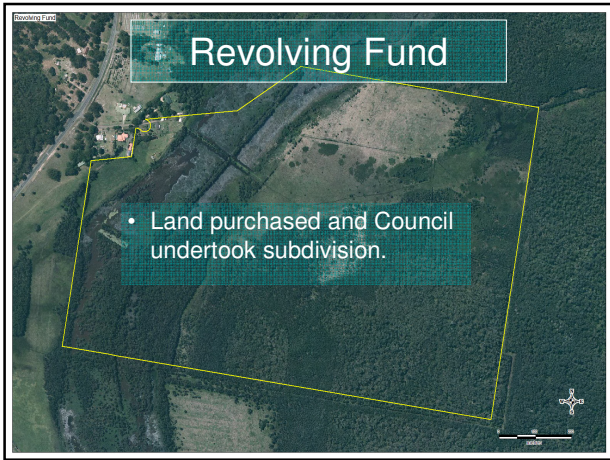 Revolving Fund
Revolving Fund
• Land purchased and Council
undertook subdivision.